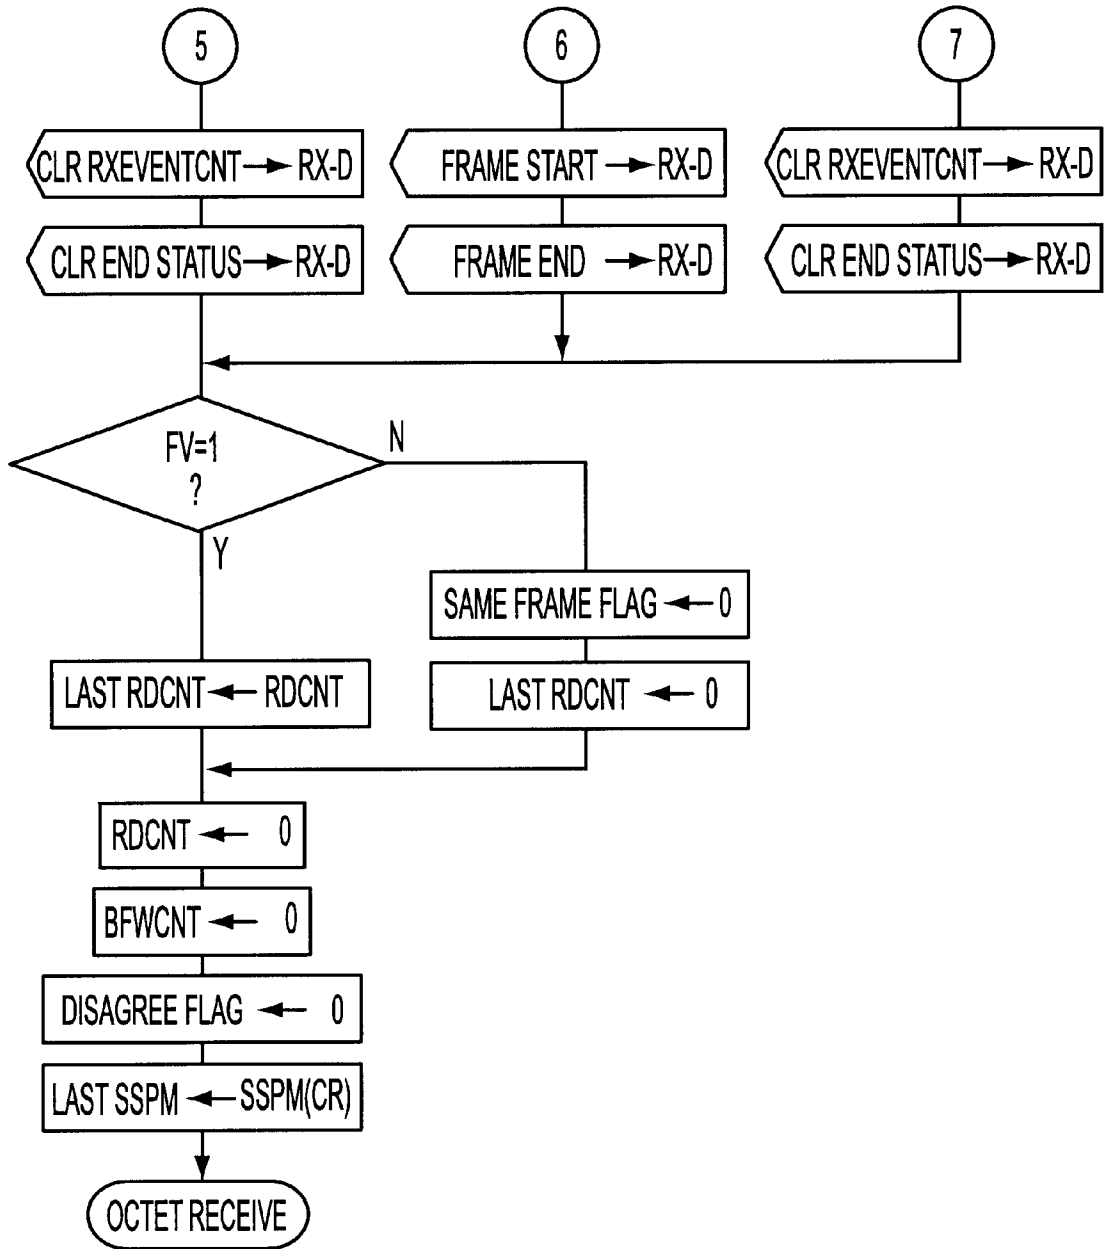 5
6
7
CLR RXEVENTCNT → RX-D
FRAME START → RX-D
CLR RXEVENTCNT → RX-D
CLR END STATUS → RX-D
FRAME END → RX-D
CLR END STATUS → RX-D
FV=1
?
N
Y
SAME FRAME FLAG ← 0
LAST RDCNT ← RDCNT
LAST RDCNT ← 0
RDCNT ← 0
BFWCNT ← 0
DISAGREE FLAG ← 0
LAST SSPM ← SSPM(CR)
OCTET RECEIVE